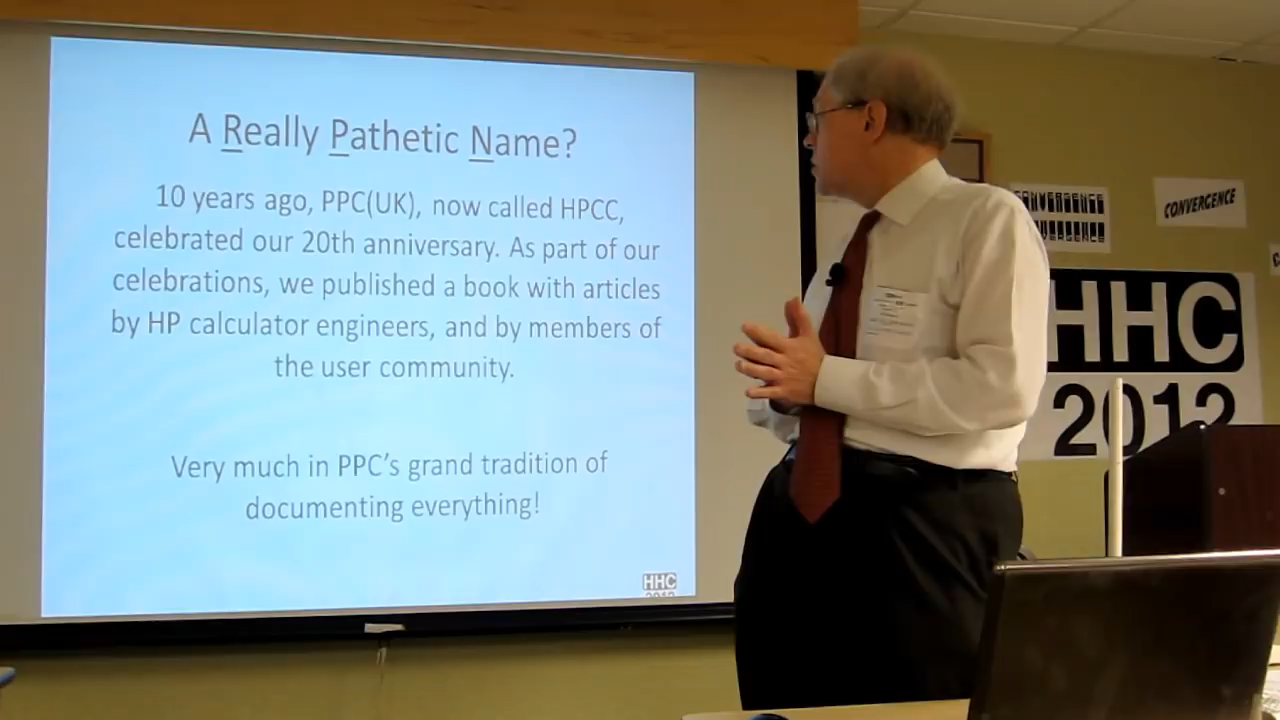 A Really Pathetic Name?
10 years ago, PPC(UK), now called HPCC,
celebrated our 20th anniversary. As part of our
celebrations, we published a book with articles
by HP calculator engineers, and by members of
the user community.
Very much in PPC's grand tradition of
documenting everything!
HHC
2012
CONVERGENCE
CONVERGENCE
HHC
2012